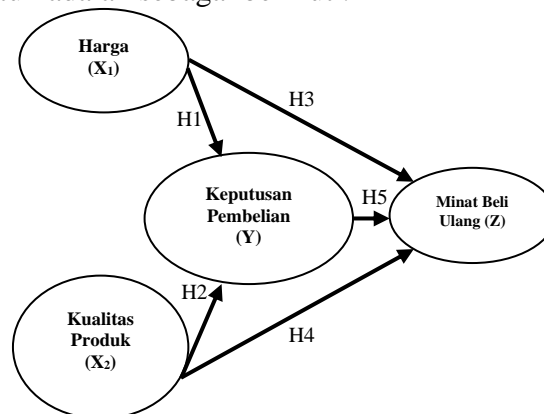 Harga
(X₁)
H3
H1
Keputusan
Pembelian
(Y)
H5
Minat Beli
Ulang (Z)
H2
Kualitas
Produk
(X₂)
H4